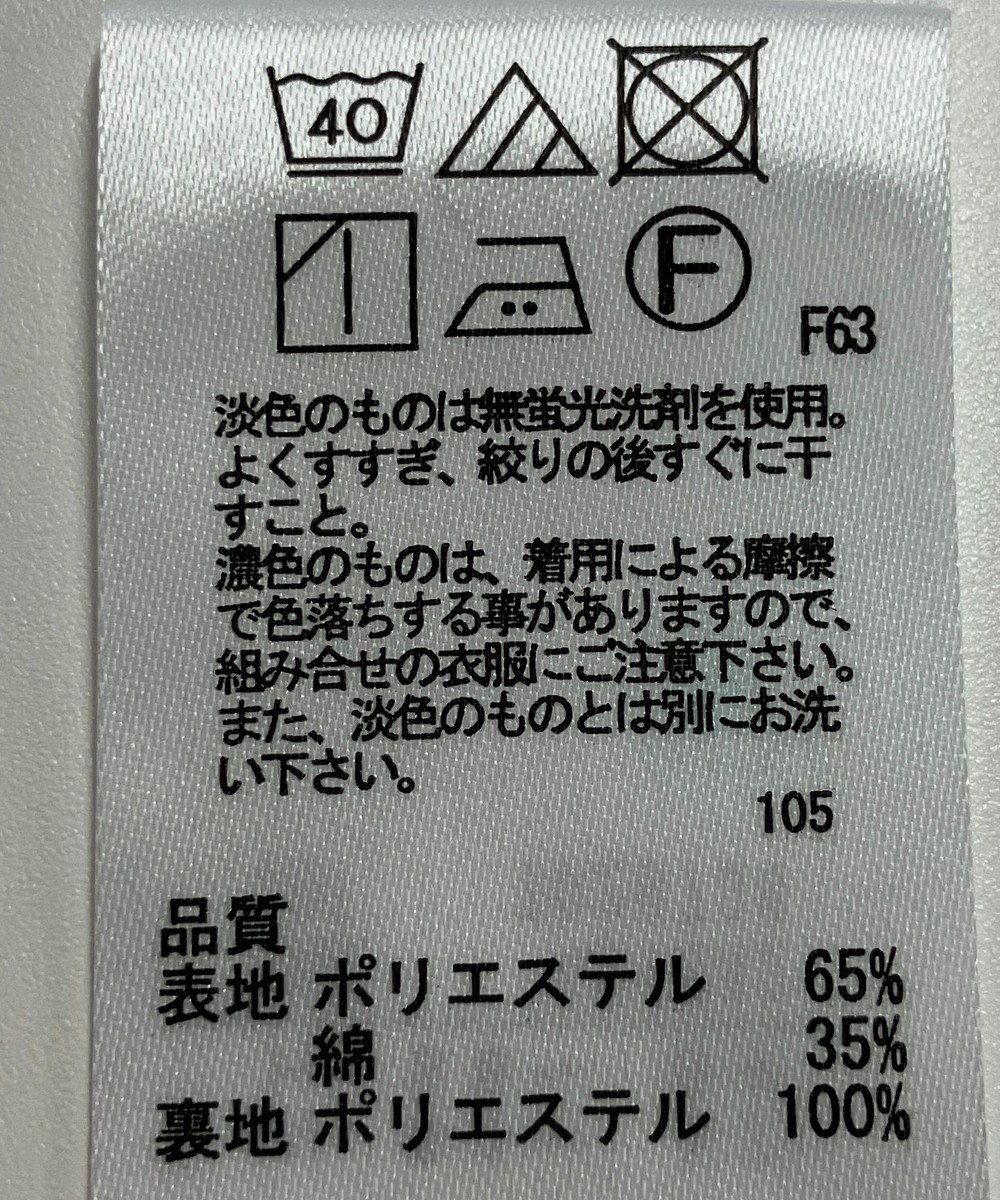 40
F
F63
淡色のものは無蛍光洗剤を使用。
よくすすぎ、絞りの後すぐに干
すこと。
濃色のものは、着用による摩擦
で色落ちする事がありますので、
組み合せの衣服にご注意下さい。
また、淡色のものとは別にお洗
い下さい。
105
品質
表地 ポリエステル 65%
綿 35%
裏地 ポリエステル 100%